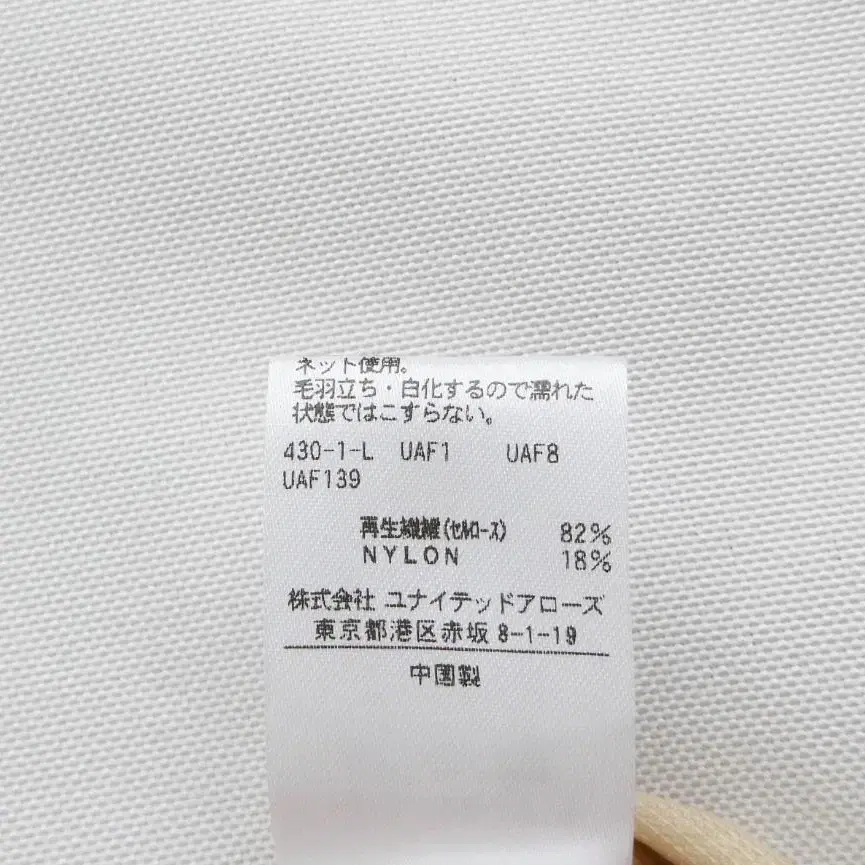 ネット使用。
毛羽立ち・白化するので濡れた
状態ではこすらない。
430-1-L UAF1 UAF8
UAF139
再生繊維(セルロース) 82%
NYLON 18%
株式会社 ユナイテッドアローズ
東京都港区赤坂 8-1-19
中国製